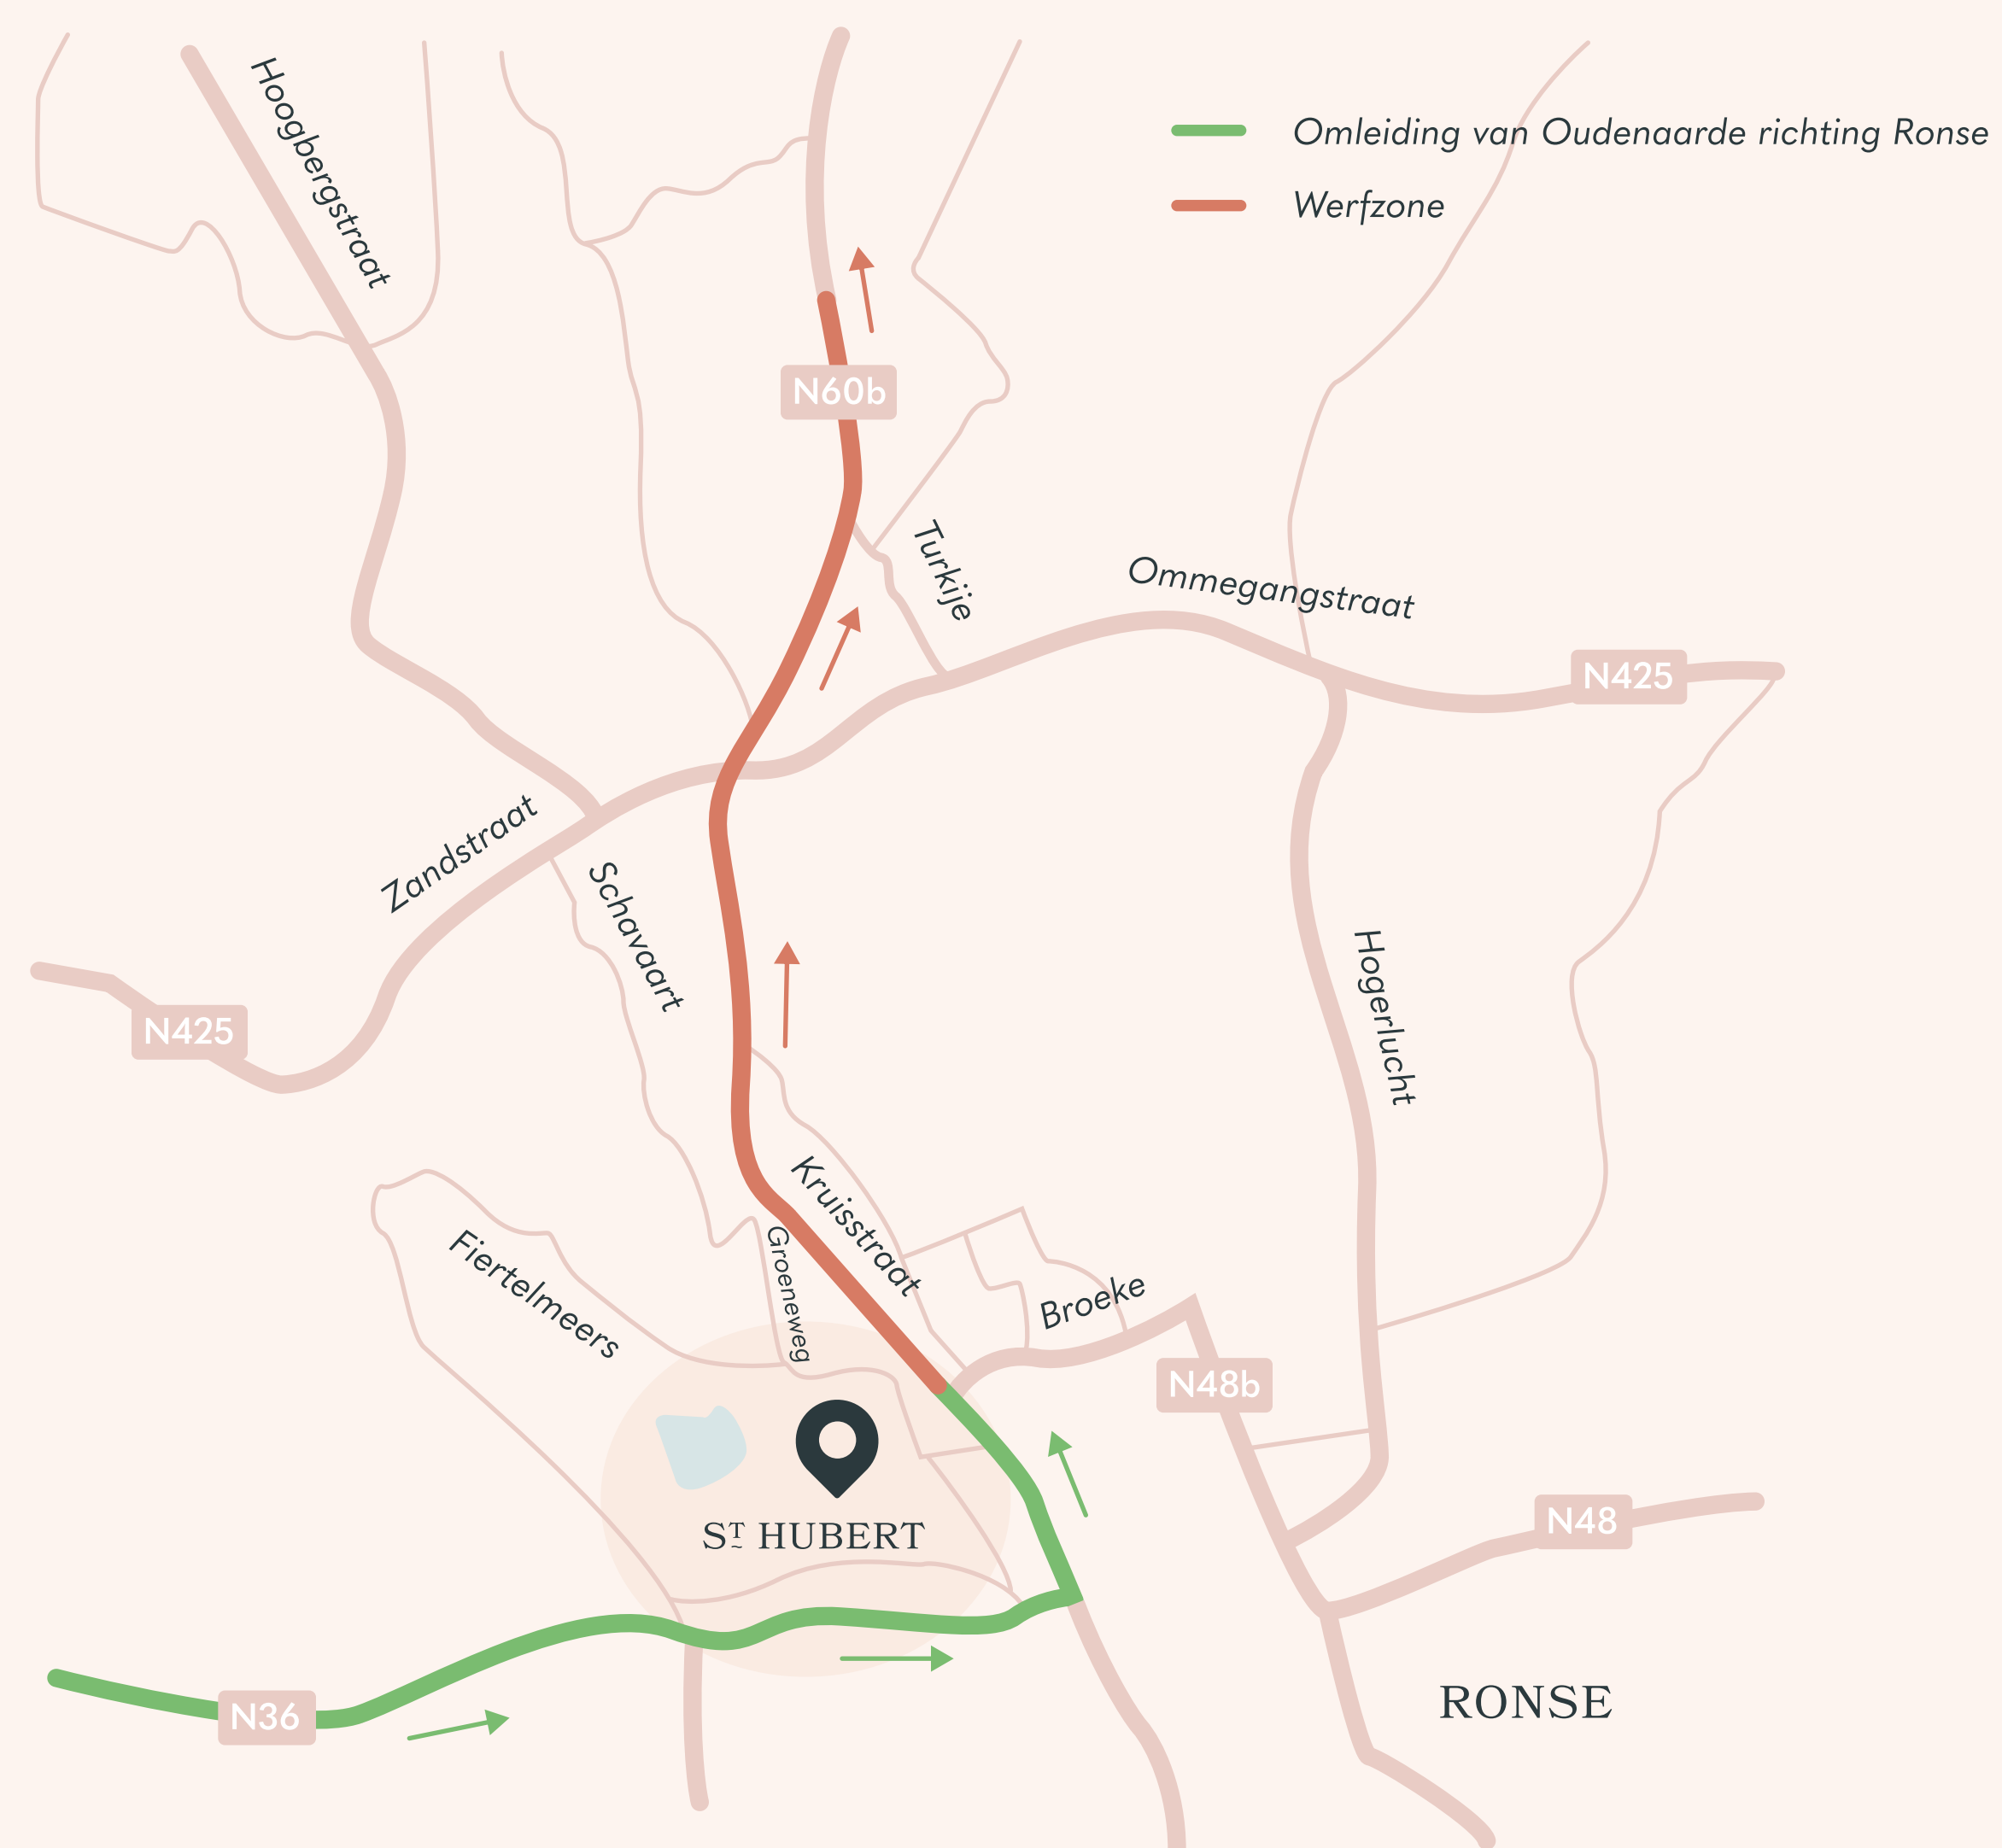 Hoogbergstraat
Omleiding van Oudenaarde richting Ronse
Werfzone
N60b
Turkije
Ommegangstraat
N425
Zandstraat
Schavaart
Hogerlucht
N425
Kruisstraat
Groeneweg
Fiertelmeers
Broeke
N48b
ST HUBERT
N48
RONSE
N36